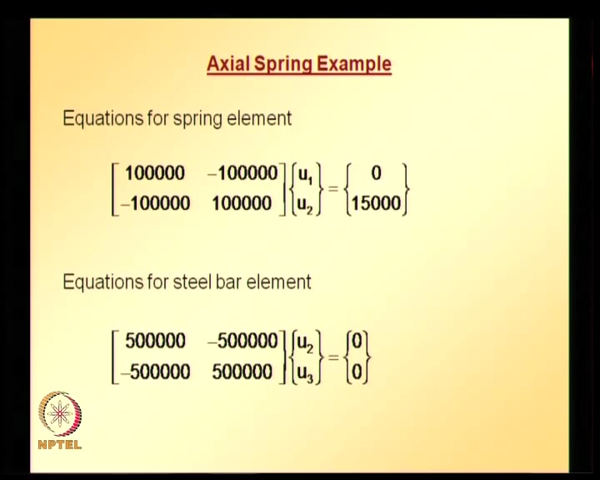 Axial Spring Example
Equations for spring element
[ 100000 −100000 ] { u₁ } = { 0 }
[ −100000 100000 ] { u₂ } = { 15000 }
Equations for steel bar element
[ 500000 −500000 ] { u₂ } = { 0 }
[ −500000 500000 ] { u₃ } = { 0 }
NPTEL